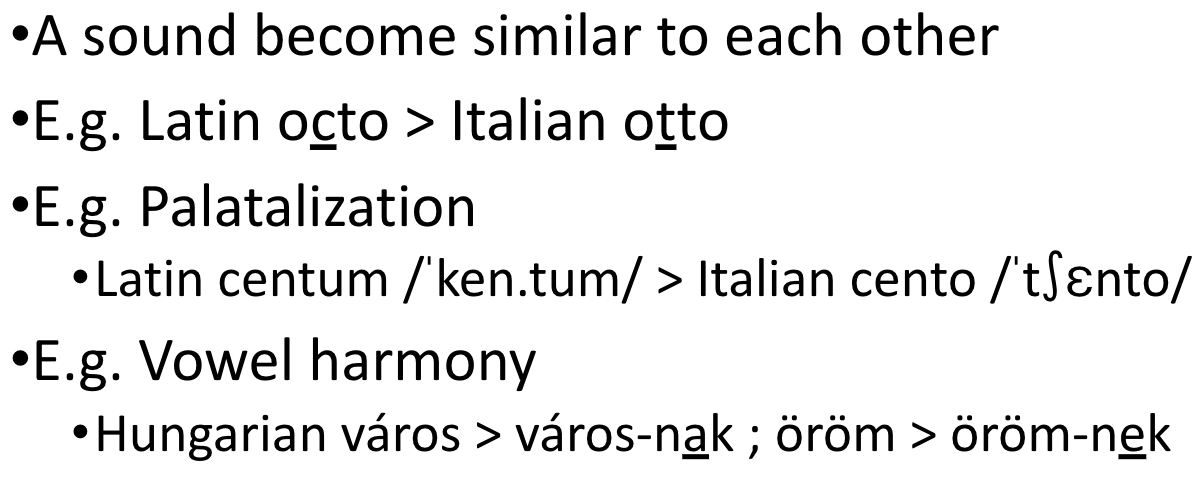 •A sound become similar to each other
•E.g. Latin octo > Italian otto
•E.g. Palatalization
•Latin centum /ˈken.tum/ > Italian cento /ˈtʃɛnto/
•E.g. Vowel harmony
•Hungarian város > város-nak ; öröm > öröm-nek